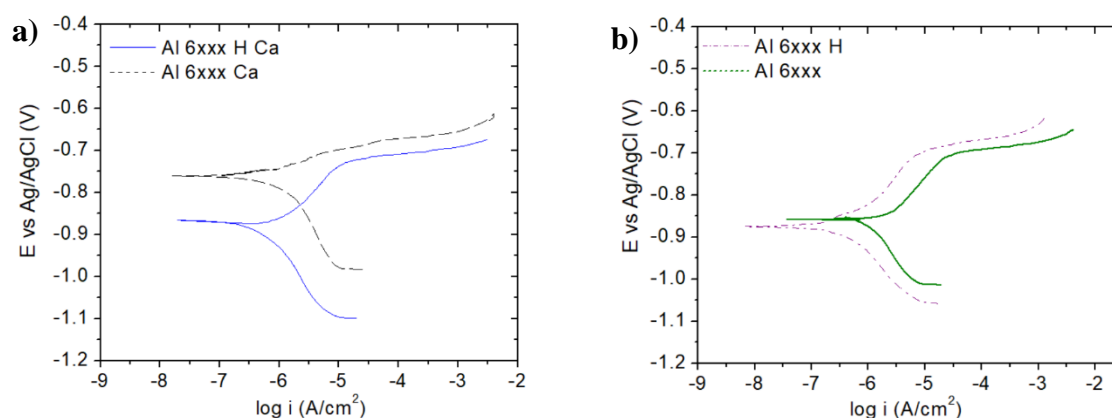 a)
Al 6xxx H Ca
Al 6xxx Ca
E vs Ag/AgCl (V)
-0.4
-0.5
-0.6
-0.7
-0.8
-0.9
-1.0
-1.1
-1.2
-9 -8 -7 -6 -5 -4 -3 -2
log i (A/cm²)
b)
Al 6xxx H
Al 6xxx
E vs Ag/AgCl (V)
-0.4
-0.5
-0.6
-0.7
-0.8
-0.9
-1.0
-1.1
-1.2
-9 -8 -7 -6 -5 -4 -3 -2
log i (A/cm²)